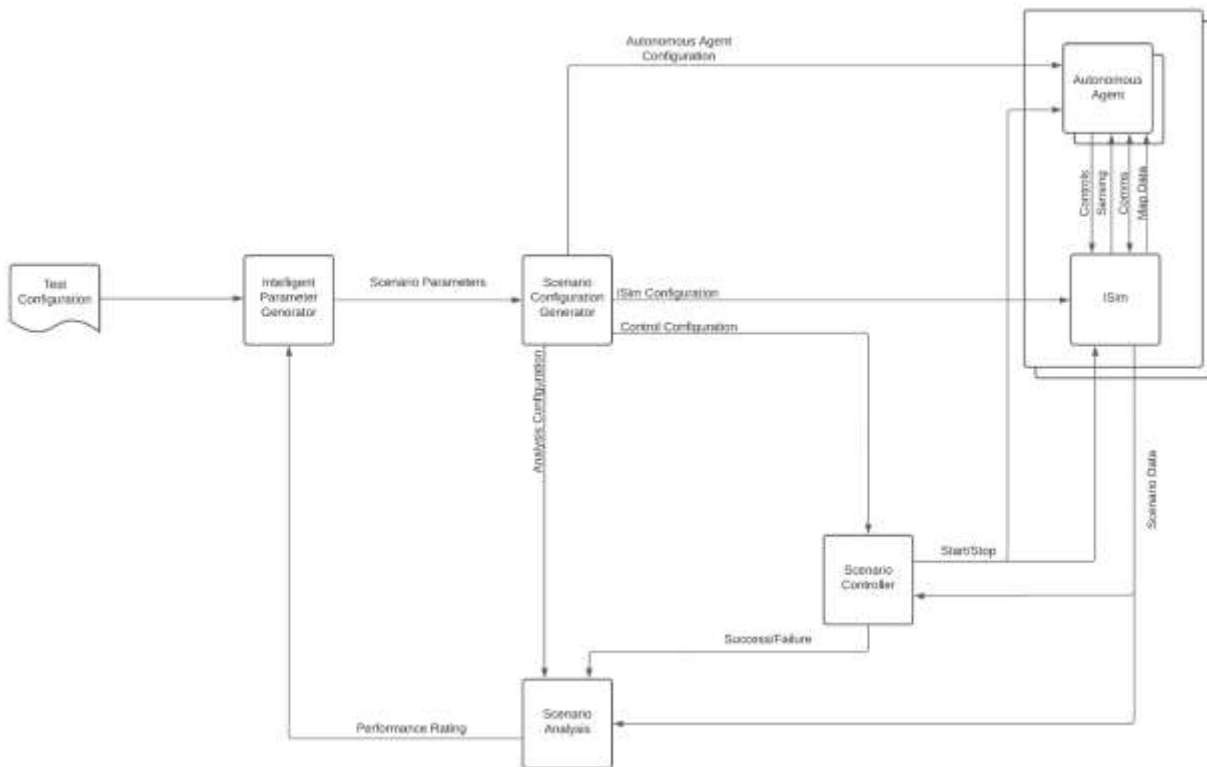 Autonomous Agent
Configuration
Autonomous
Agent
Controls
Sensing
Comms
Map Data
Test
Configuration
Intelligent
Parameter
Generator
Scenario Parameters
Scenario
Configuration
Generator
ISim Configuration
Control Configuration
ISim
Analysis Configuration
Scenario Data
Scenario
Controller
Start/Stop
Success/Failure
Scenario
Analysis
Performance Rating